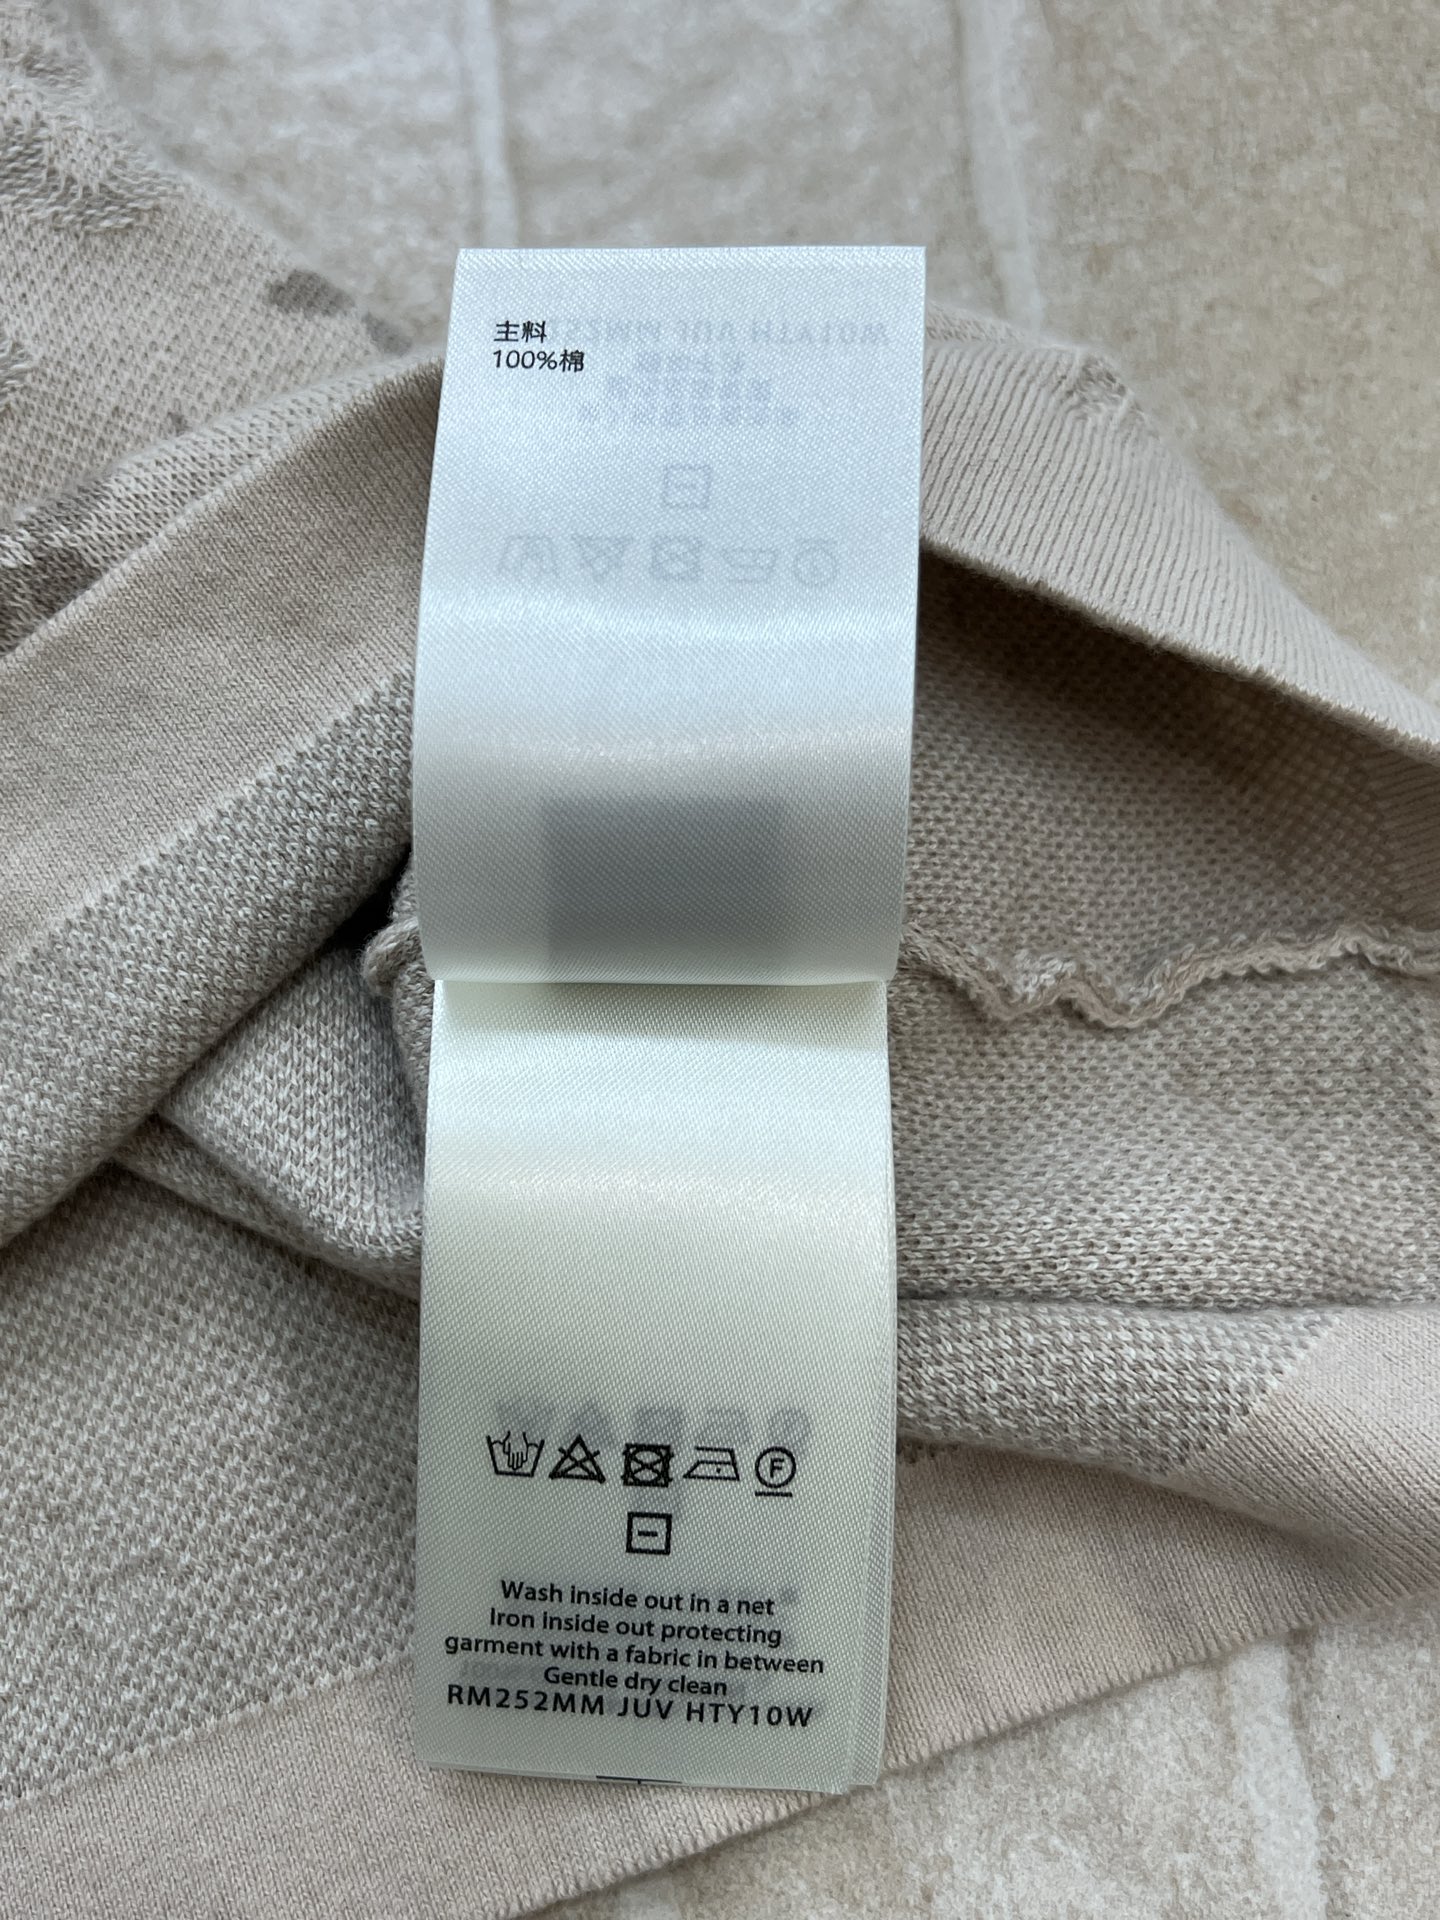 主料
100%棉
F
Wash inside out in a net
Iron inside out protecting
garment with a fabric in between
Gentle dry clean
RM252MM JUV HTY10W